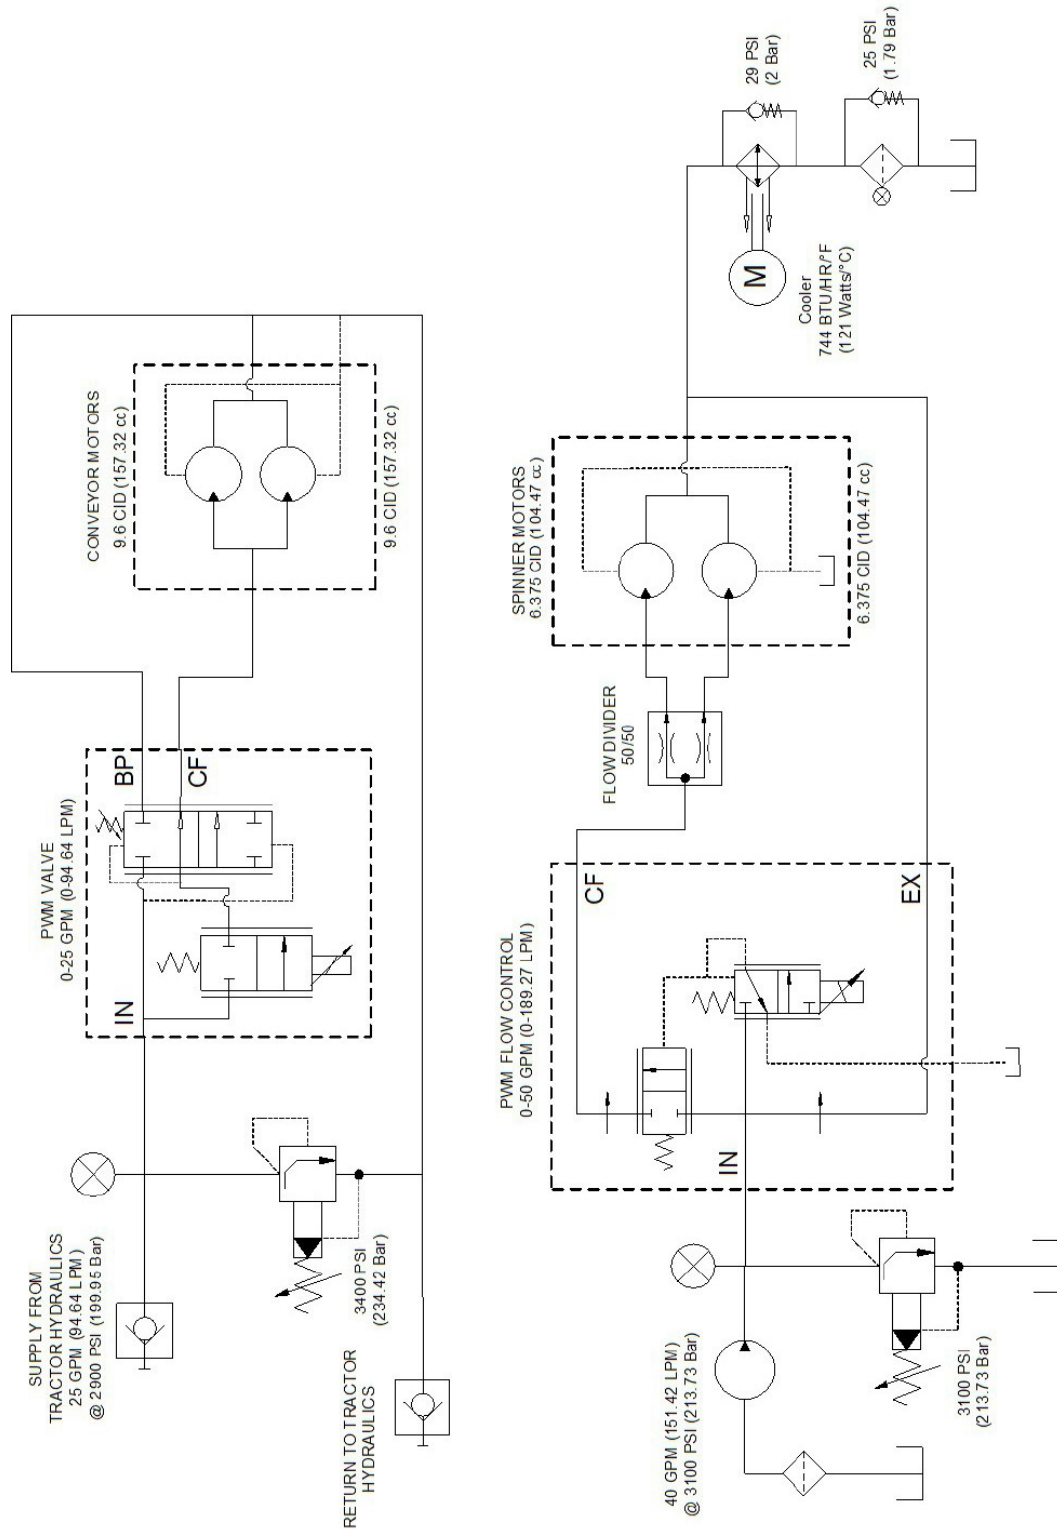 SUPPLY FROM
TRACTOR HYDRAULICS
25 GPM (94.64 LPM)
@ 2900 PSI (199.95 Bar)
RETURN TO TRACTOR
HYDRAULICS
3400 PSI
(234.42 Bar)
PWM VALVE
0-25 GPM (0-94.64 LPM)
IN
BP
CF
CONVEYOR MOTORS
9.6 CID (157.32 cc)
9.6 CID (157.32 cc)
40 GPM (151.42 LPM)
@ 3100 PSI (213.73 Bar)
3100 PSI
(213.73 Bar)
PWM FLOW CONTROL
0-50 GPM (0-189.27 LPM)
IN
CF
EX
FLOW DIVIDER
50/50
SPINNER MOTORS
6.375 CID (104.47 cc)
6.375 CID (104.47 cc)
M
Cooler
744 BTU/HR/°F
(121 Watts/°C)
29 PSI
(2 Bar)
25 PSI
(1.79 Bar)